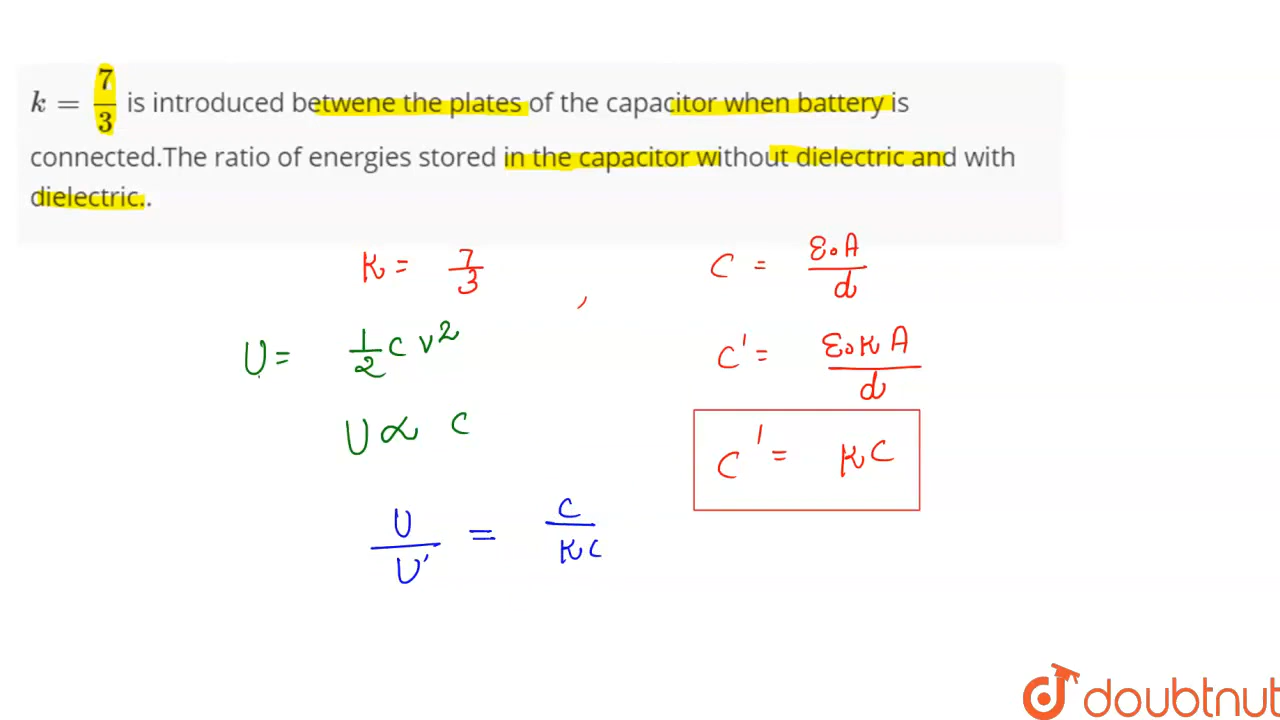 k = 7/3 is introduced betwene the plates of the capacitor when battery is
connected.The ratio of energies stored in the capacitor without dielectric and with
dielectric..
K = 7/3 , C = ε₀A/d
U = 1/2 C V² C' = ε₀KA/d
U ∝ C
C' = KC
U/U' = C/KC
doubtnut